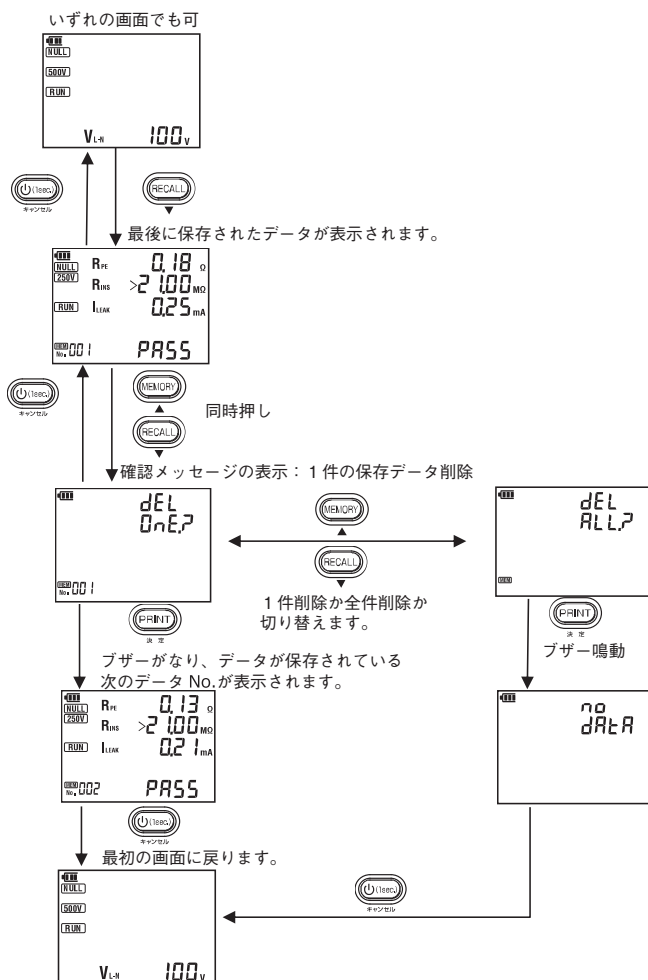 いずれの画面でも可
NULL
500V
RUN
VL-N 100V
(1sec.)
キャンセル
RECALL
最後に保存されたデータが表示されます。
NULL RPE 0.18 Ω
250V RINS >21.00 MΩ
RUN ILEAK 0.25 mA
MEM No. 001 PASS
(1sec.)
キャンセル
MEMORY
同時押し
RECALL
確認メッセージの表示：1件の保存データ削除
dEL
OnE.?
MEM No. 001
MEMORY
RECALL
1件削除か全件削除か
切り替えます。
dEL
ALL.?
MEM
PRINT
決定
PRINT
決定
ブザー鳴動
ブザーがなり、データが保存されている
次のデータ No.が表示されます。
NULL RPE 0.13 Ω
250V RINS >21.00 MΩ
RUN ILEAK 0.21 mA
MEM No. 002 PASS
no
dAtA
(1sec.)
キャンセル
最初の画面に戻ります。
(1sec.)
キャンセル
NULL
500V
RUN
VL-N 100V